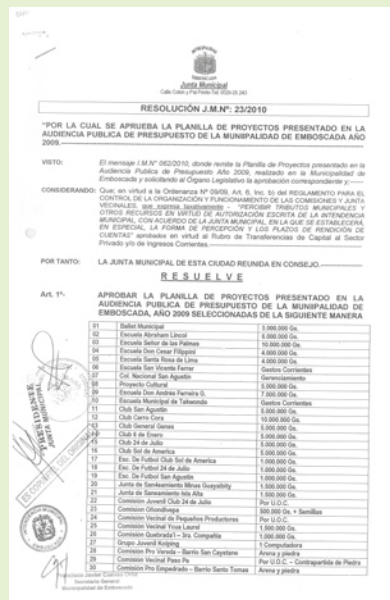 Junta Municipal
RESOLUCIÓN J.M.Nº: 23/2010
"POR LA CUAL SE APRUEBA LA PLANILLA DE PROYECTOS PRESENTADO EN LA
AUDIENCIA PUBLICA DE PRESUPUESTO DE LA MUNIIPALIDAD DE EMBOSCADA AÑO
2009.
VISTO: El mensaje I.M.N° 062/2010, donde remite la Planilla de Proyectos presentado en la
Audiencia Publica de Presupuesto Año 2009, realizado en la Municipalidad de
Emboscada y solicitando al Órgano Legislativo la aprobación correspondiente y;
CONSIDERANDO: Que; en virtud a la Ordenanza Nº 09/09, Art. 6, Inc. b) del REGLAMENTO PARA EL
CONTROL DE LA ORGANIZACIÓN Y FUNCIONAMIENTO DE LAS COMISIONES Y JUNTA
VECINALES, que expresa taxativamente - "PERCIBIR TRIBUTOS MUNICIPALES Y
OTROS RECURSOS EN VIRTUD DE AUTORIZACIÓN ESCRITA DE LA INTENDENCIA
MUNICIPAL, CON ACUERDO DE LA JUNTA MUNICIPAL, EN LA QUE SE ESTABLECERÁ,
EN ESPECIAL, LA FORMA DE PERCEPCIÓN Y LOS PLAZOS DE RENDICIÓN DE
CUENTAS" aprobados en virtud al Rubro de Transferencias de Capital al Sector
Privado y/o de Ingresos Corrientes.
POR TANTO: LA JUNTA MUNICIPAL DE ESTA CIUDAD REUNIDA EN CONSEJO.
R E S U E L V E
Art. 1º- APROBAR LA PLANILLA DE PROYECTOS PRESENTADO EN LA
AUDIENCIA PUBLICA DE PRESUPUESTO DE LA MUNIIPALIDAD DE
EMBOSCADA, AÑO 2009 SELECCIONADAS DE LA SIGUIENTE MANERA
01 Ballet Municipal 3.000.000 Gs.
02 Escuela Abraham Lincol 6.000.000 Gs.
03 Escuela Señor de las Palmas 10.000.000 Gs.
04 Escuela Don Cesar Filippini 4.000.000 Gs.
05 Escuela Santa Rosa de Lima 4.000.000 Gs.
06 Escuela San Vicente Ferrer Gastos Corrientes
07 Col. Nacional San Agustín Gerenciamiento
08 Proyecto Cultural 5.000.000 Gs.
09 Escuela Don Andrés Ferreira G. 7.000.000 Gs.
10 Escuela Municipal de Taekwondo Gastos Corrientes
11 Club San Agustín 5.000.000 Gs.
12 Club Cerro Cora 10.000.000 Gs.
13 Club General Genes 5.000.000 Gs.
14 Club 6 de Enero 5.000.000 Gs.
15 Club 24 de Julio 5.000.000 Gs.
16 Club Sol de America 5.000.000 Gs.
17 Esc. De Futbol Club Sol de America 1.000.000 Gs.
18 Esc. De Futbol 24 de Julio 1.000.000 Gs.
19 Esc. De Futbol San Agustín 1.000.000 Gs.
20 Junta de Saneamiento Minas Guayaibity 1.500.000 Gs.
21 Junta de Saneamiento Isla Alta 1.500.000 Gs.
22 Comision Juvenil Club 24 de Julio Por U.O.C.
23 Comision Oñondivepa 500.000 Gs. + Semillas
24 Comisión Vecinal de Pequeños Productores Por U.O.C.
25 Comisión Vecinal Ycua Laurel 1.500.000 Gs.
26 Comisión Quebrada'i – 3ra. Compañía 1.000.000 Gs.
27 Grupo Juvenil Kolping 1 Computadora
28 Comision Pro Vereda – Barrio San Cayetano Arena y piedra
29 Comision Vecinal Paso Pe Por U.O.C. – Contrapartida de Piedra
30 Comisión Pro Empedrado – Barrio Santo Tomas Arena y piedra
Secretario General
Municipalidad de Emboscada